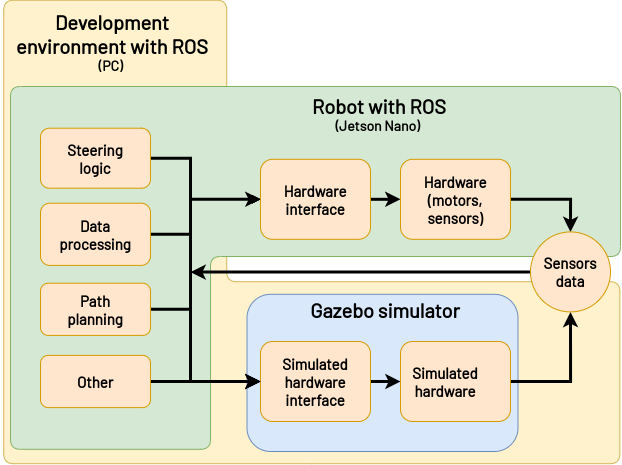 Development
environment with ROS
(PC)
Robot with ROS
(Jetson Nano)
Steering
logic
Data
processing
Path
planning
Other
Hardware
interface
Hardware
(motors,
sensors)
Sensors
data
Gazebo simulator
Simulated
hardware
interface
Simulated
hardware